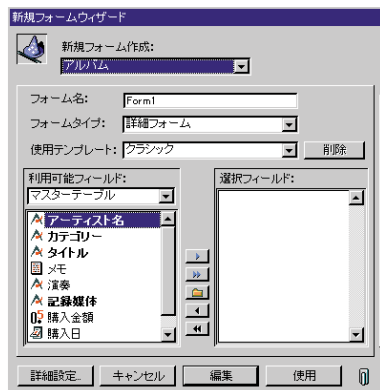 新規フォームウィザード
新規フォーム作成:
アルバム
フォーム名: Form1
フォームタイプ: 詳細フォーム
使用テンプレート: クラシック 削除
利用可能フィールド: 選択フィールド:
マスターテーブル
アーティスト名
カテゴリー
タイトル
メモ
演奏
記録媒体
購入金額
購入日
詳細設定... キャンセル 編集 使用